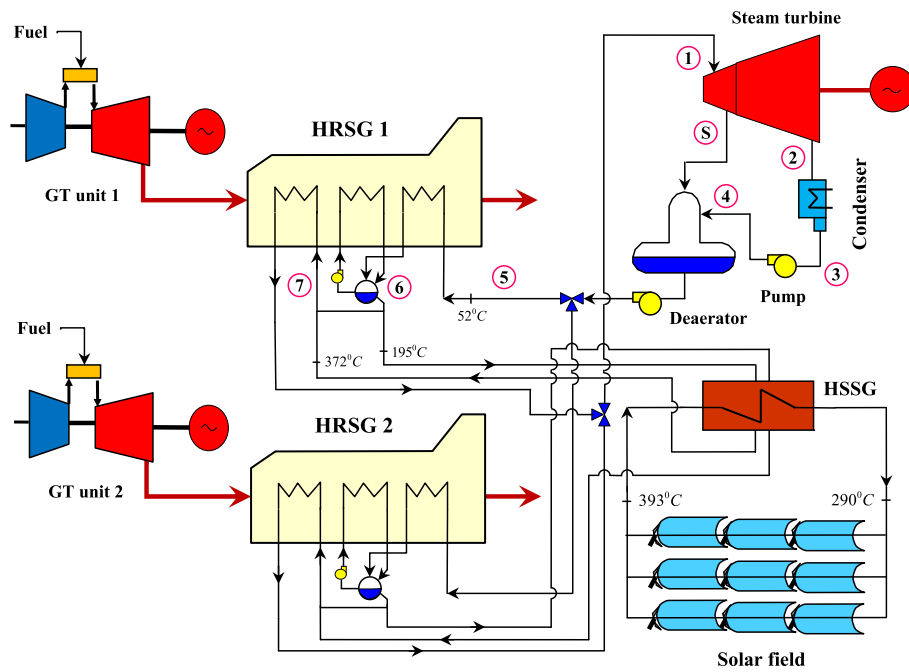 Fuel
GT unit 1
HRSG 1
Steam turbine
1
S
2
4
3
Condenser
Pump
Deaerator
7
6
5
52⁰C
372⁰C
195⁰C
Fuel
GT unit 2
HRSG 2
HSSG
393⁰C
290⁰C
Solar field